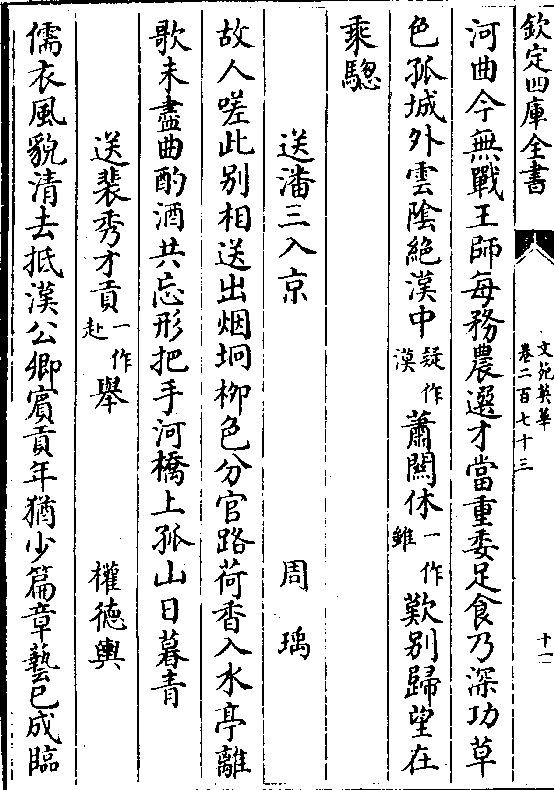 欽定四庫全書
文苑英華
卷二百七十三
十一
河曲今無戰王師每務農選才當重委足食乃深功草
色孤城外雲陰絕漢中疑作漠蕭關休一作雖歎别歸望在
乘驄
送潘三入京 周瑀
故人嗟此别相送出烟坰栁色分官路荷香入水亭離
歌未盡曲酌酒共忘形把手河橋上孤山日暮青
送裴秀才貢一作赴舉 權德輿
儒衣風貌清去抵漢公卿賓貢年猶少篇章藝已成臨